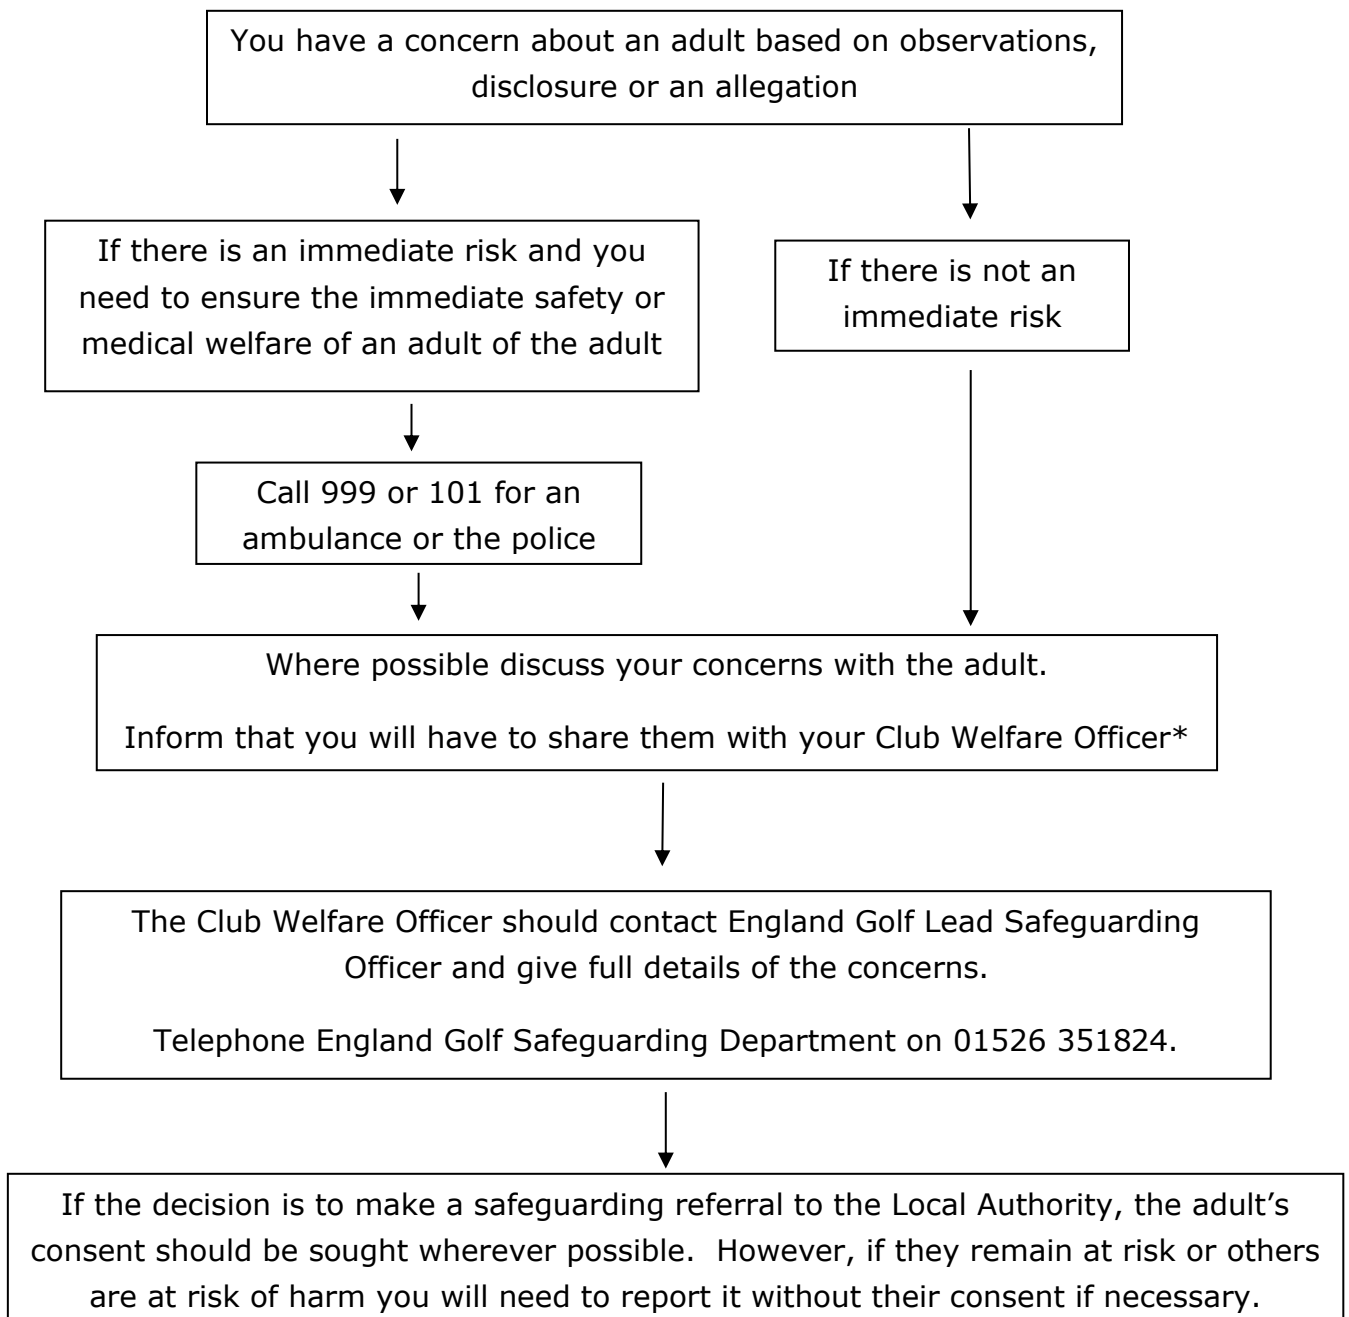 You have a concern about an adult based on observations,
disclosure or an allegation
If there is an immediate risk and you
need to ensure the immediate safety or
medical welfare of an adult of the adult
If there is not an
immediate risk
Call 999 or 101 for an
ambulance or the police
Where possible discuss your concerns with the adult.
Inform that you will have to share them with your Club Welfare Officer*
The Club Welfare Officer should contact England Golf Lead Safeguarding
Officer and give full details of the concerns.
Telephone England Golf Safeguarding Department on 01526 351824.
If the decision is to make a safeguarding referral to the Local Authority, the adult’s
consent should be sought wherever possible.  However, if they remain at risk or others
are at risk of harm you will need to report it without their consent if necessary.